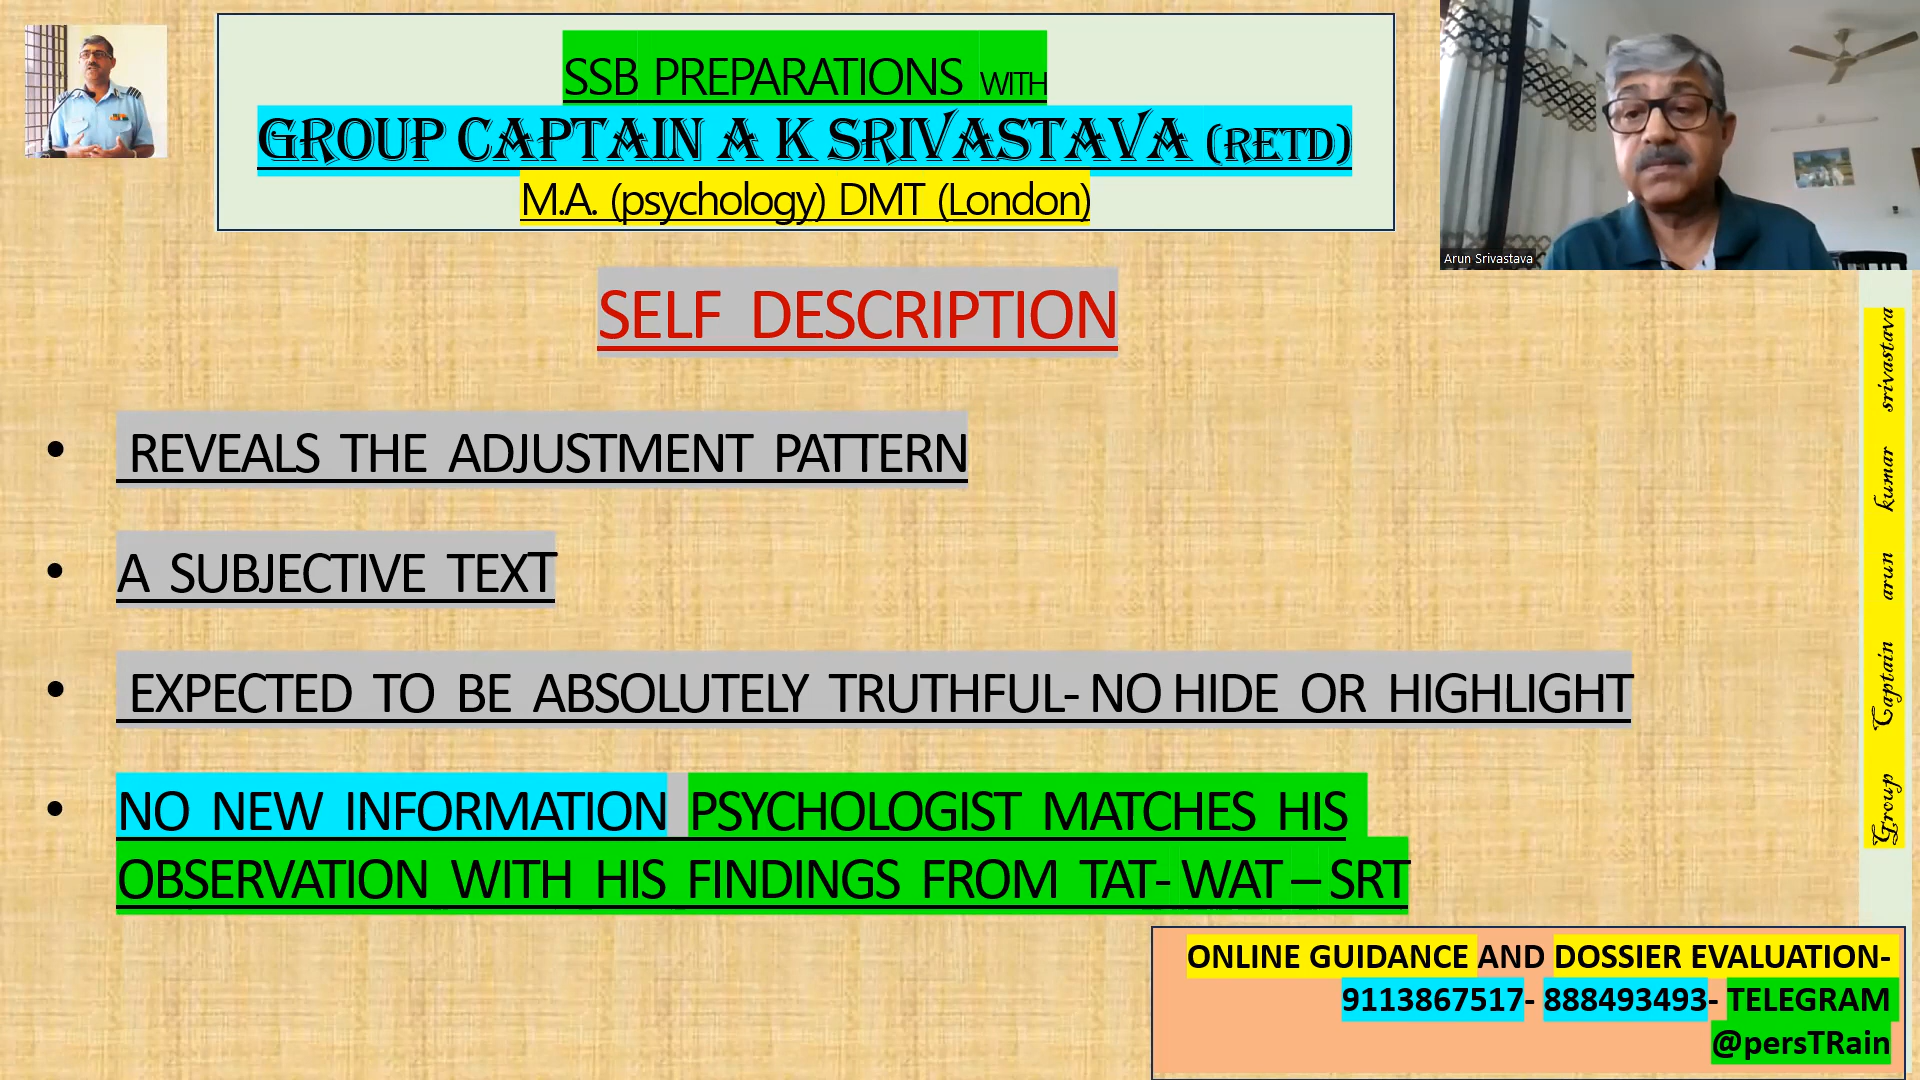 SSB PREPARATIONS WITH
GROUP CAPTAIN A K SRIVASTAVA (RETD)
M.A. (psychology) DMT (London)
Arun Srivastava
SELF DESCRIPTION
• REVEALS THE ADJUSTMENT PATTERN
• A SUBJECTIVE TEXT
• EXPECTED TO BE ABSOLUTELY TRUTHFUL- NO HIDE OR HIGHLIGHT
• NO NEW INFORMATION PSYCHOLOGIST MATCHES HIS
OBSERVATION WITH HIS FINDINGS FROM TAT- WAT – SRT
Group Captain arun kumar srivastava
ONLINE GUIDANCE AND DOSSIER EVALUATION-
9113867517- 888493493- TELEGRAM
@persTRain